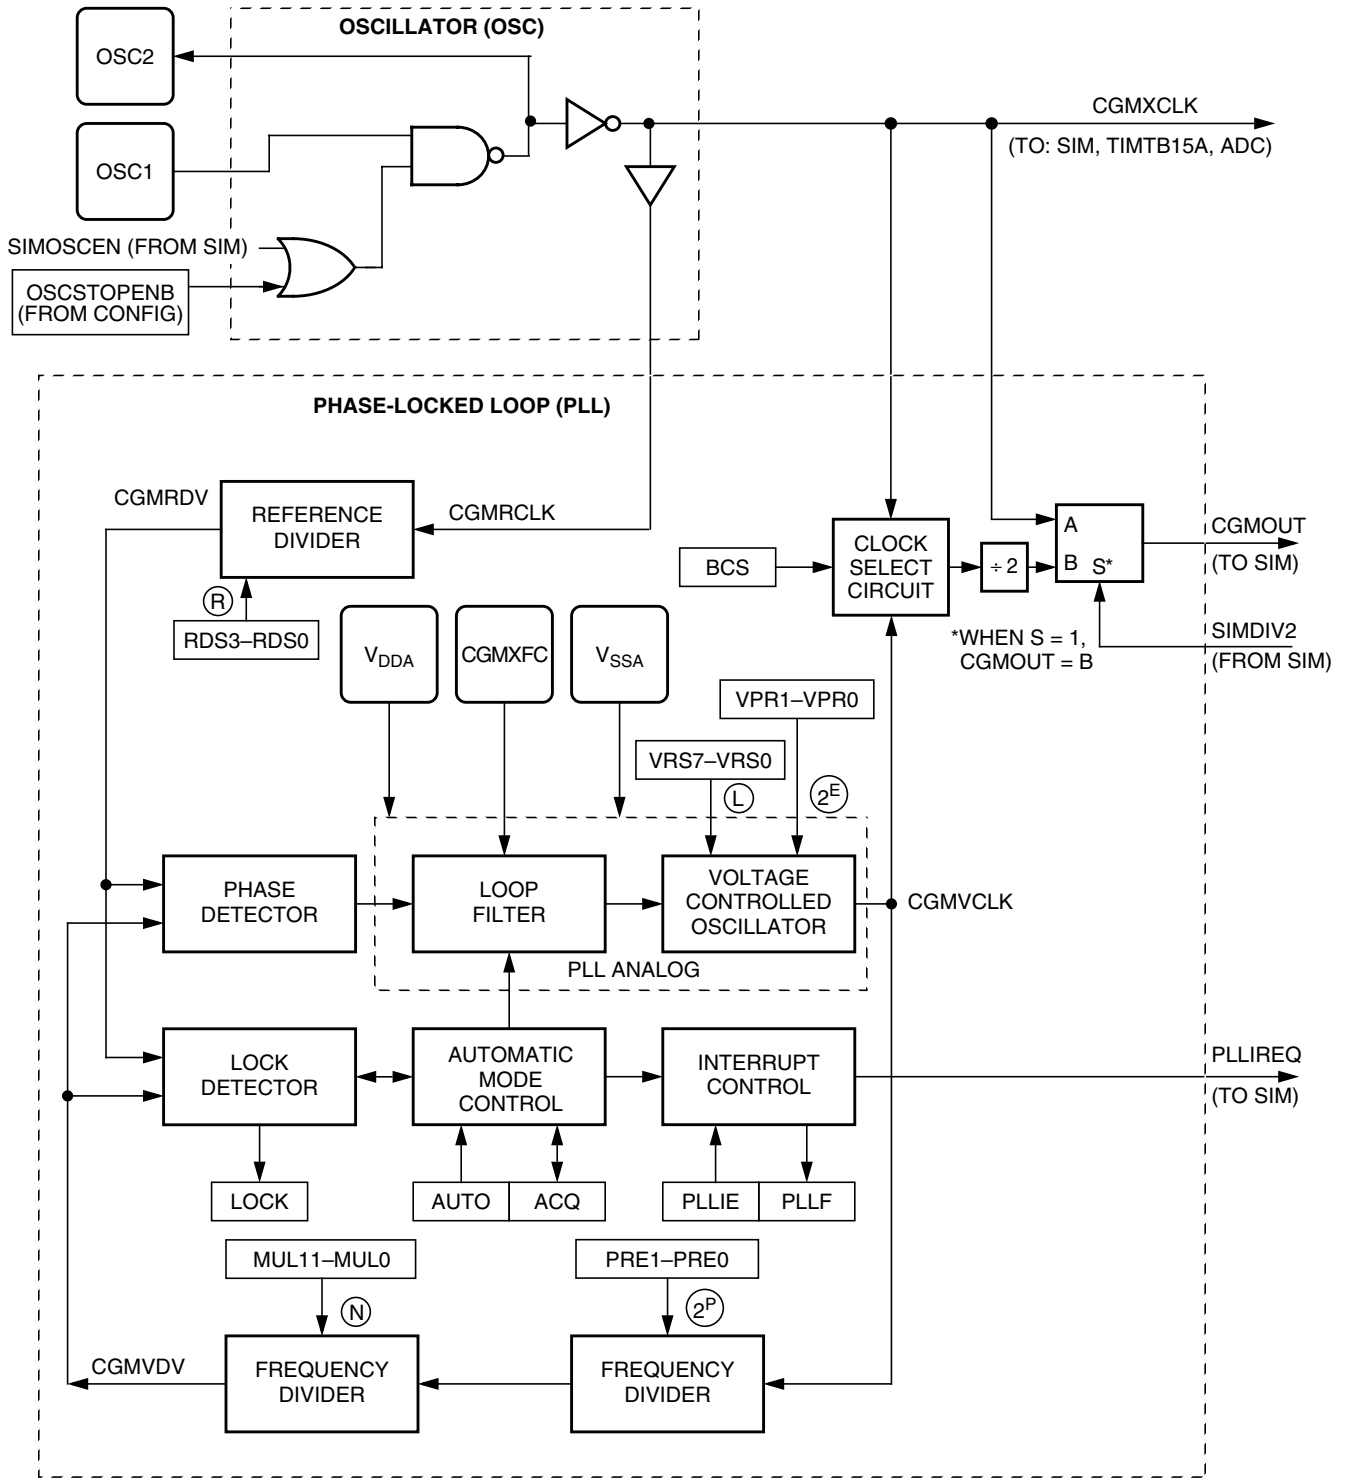 OSCILLATOR (OSC)
OSC2
CGMXCLK
(TO: SIM, TIMTB15A, ADC)
OSC1
SIMOSCEN (FROM SIM)
OSCSTOPENB
(FROM CONFIG)
PHASE-LOCKED LOOP (PLL)
CGMRDV
REFERENCE
DIVIDER
CGMRCLK
R
RDS3–RDS0
BCS
CLOCK
SELECT
CIRCUIT
÷ 2
A
B
S*
CGMOUT
(TO SIM)
*WHEN S = 1,
CGMOUT = B
SIMDIV2
(FROM SIM)
VDDA
CGMXFC
VSSA
VPR1–VPR0
VRS7–VRS0
L
2E
PHASE
DETECTOR
LOOP
FILTER
VOLTAGE
CONTROLLED
OSCILLATOR
CGMVCLK
PLL ANALOG
LOCK
DETECTOR
AUTOMATIC
MODE
CONTROL
INTERRUPT
CONTROL
PLLIREQ
(TO SIM)
LOCK
AUTO
ACQ
PLLIE
PLLF
MUL11–MUL0
PRE1–PRE0
N
2P
CGMVDV
FREQUENCY
DIVIDER
FREQUENCY
DIVIDER